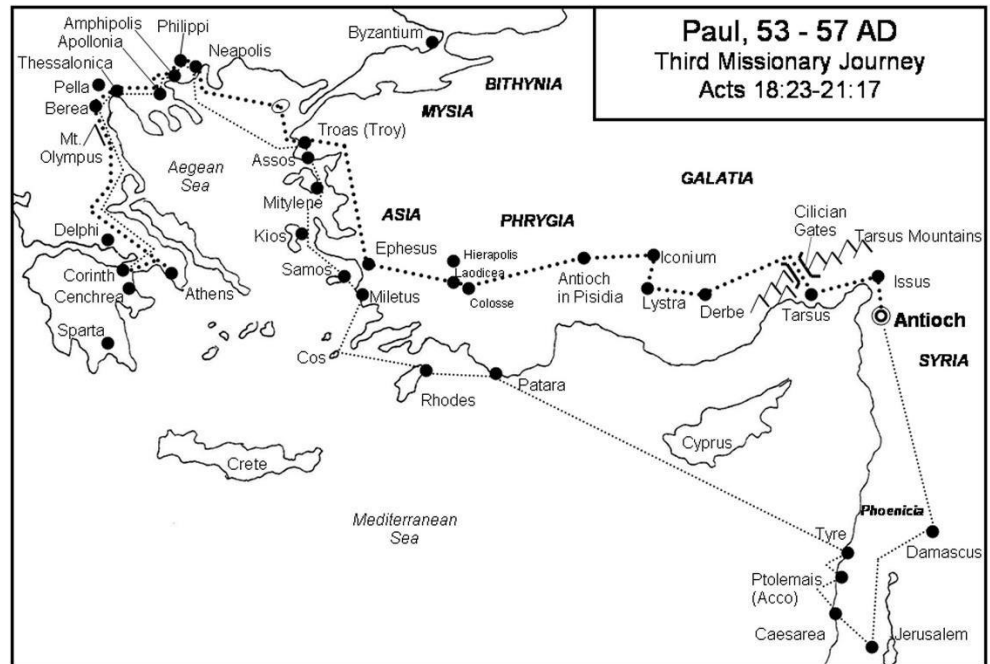 Paul, 53 - 57 AD
Third Missionary Journey
Acts 18:23-21:17
Amphipolis
Apollonia
Thessalonica
Philippi
Neapolis
Byzantium
Pella
Berea
Mt.
Olympus
BITHYNIA
MYSIA
Troas (Troy)
Assos
Aegean
Sea
Mitylene
GALATIA
ASIA
PHRYGIA
Kios
Delphi
Ephesus
Hierapolis
Laodicea
Colosse
Cilician
Gates
Tarsus Mountains
Iconium
Samos
Corinth
Cenchrea
Athens
Miletus
Antioch
in Pisidia
Lystra
Derbe
Tarsus
Issus
Antioch
Sparta
Cos
SYRIA
Rhodes
Patara
Cyprus
Crete
Mediterranean
Sea
Phoenicia
Tyre
Damascus
Ptolemais
(Acco)
Caesarea
Jerusalem